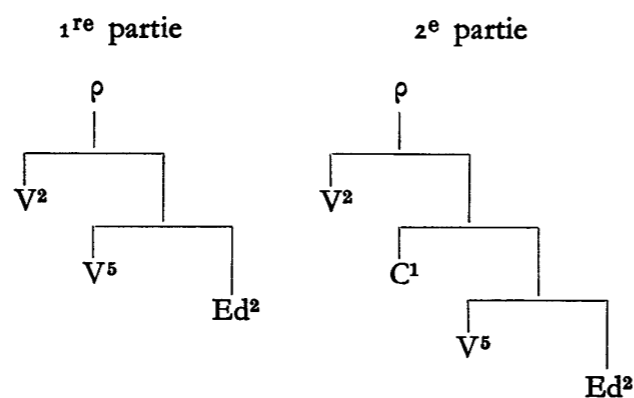 1re partie 2e partie
ρ ρ
V² V²
V⁵ C¹
Ed² V⁵
Ed²